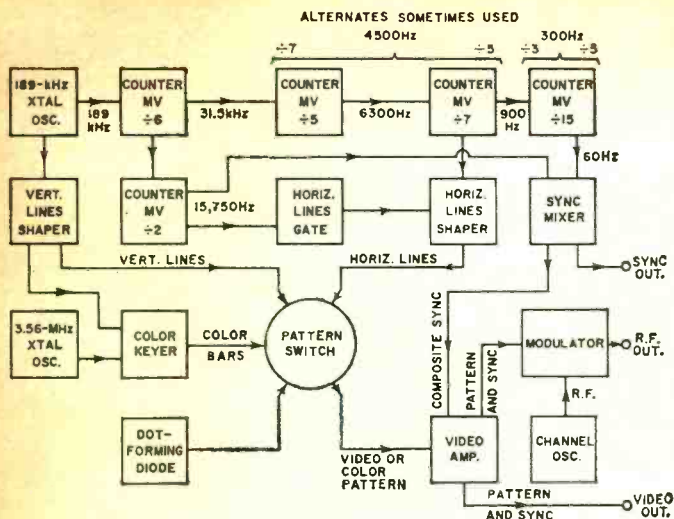 ALTERNATES SOMETIMES USED
÷7
4500Hz
÷5
÷3
300Hz
÷5
189-kHz
XTAL
OSC.
189
kHz
COUNTER
MV
÷6
31.5kHz
COUNTER
MV
÷5
6300Hz
COUNTER
MV
÷7
900
Hz
COUNTER
MV
÷15
60Hz
VERT.
LINES
SHAPER
COUNTER
MV
÷2
15,750Hz
HORIZ.
LINES
GATE
HORIZ.
LINES
SHAPER
SYNC
MIXER
SYNC
OUT.
VERT. LINES
HORIZ. LINES
3.56-MHz
XTAL
OSC.
COLOR
KEYER
COLOR
BARS
PATTERN
SWITCH
COMPOSITE SYNC
PATTERN
AND SYNC
MODULATOR
R.F.
OUT.
R.F.
DOT-
FORMING
DIODE
VIDEO OR
COLOR
PATTERN
VIDEO
AMP.
CHANNEL
OSC.
PATTERN
AND SYNC
VIDEO
OUT.